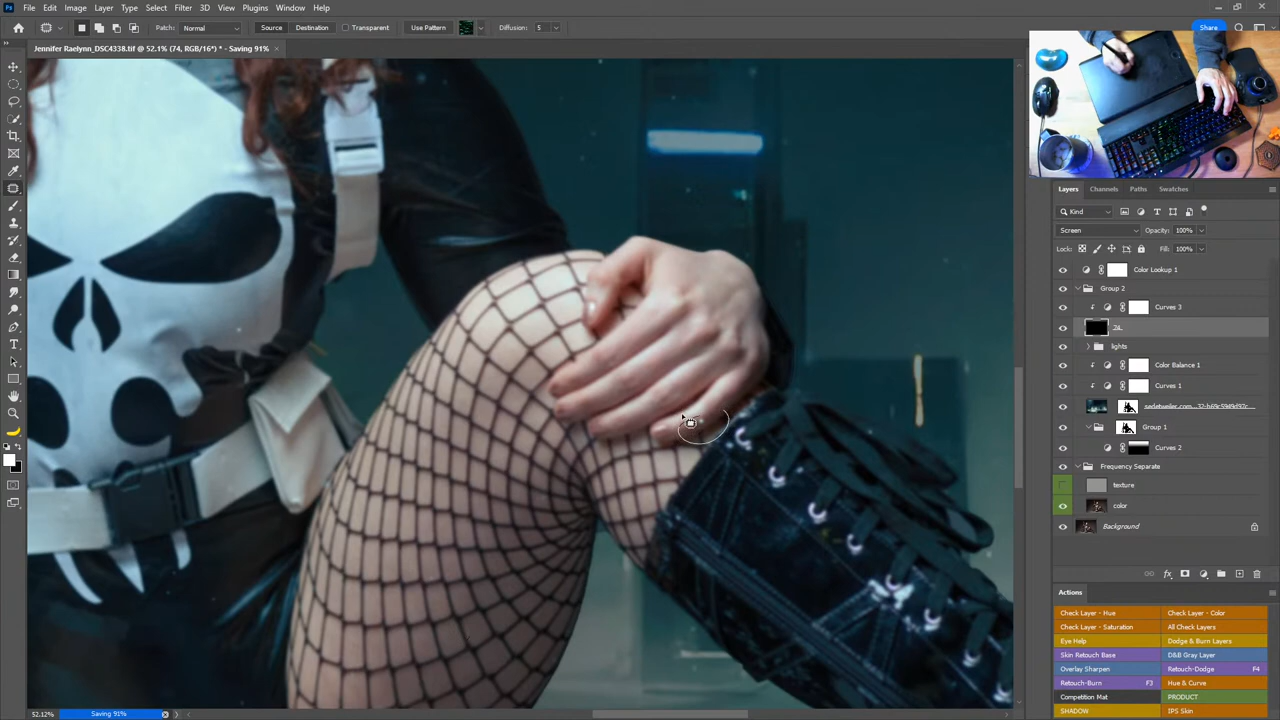 File Edit Image Layer Type Select Filter 3D View Plugins Window Help
Patch: Normal Source Destination Transparent Use Pattern Diffusion: 5 Share
Jennifer Raelynn_DSC4338.tif @ 52.1% (74, RGB/16*) * - Saving 91%
Layers Channels Paths Swatches
Kind
Screen Opacity: 100%
Lock: Fill: 100%
Color Lookup 1
Group 2
Curves 3
74
lights
Color Balance 1
Curves 1
Group 1
Curves 2
Frequency Separate
texture
color
Background
Actions
Check Layer - Hue Check Layer - Color
Check Layer - Saturation All Check Layers
Eye Help Dodge & Burn Layers
Skin Retouch Base D&B Gray Layer
Overlay Sharpen Retouch-Dodge F4
Retouch-Burn F3 Hue & Curve
Competition Mat PRODUCT
SHADOW IPS Skin
52.12% Saving 91%